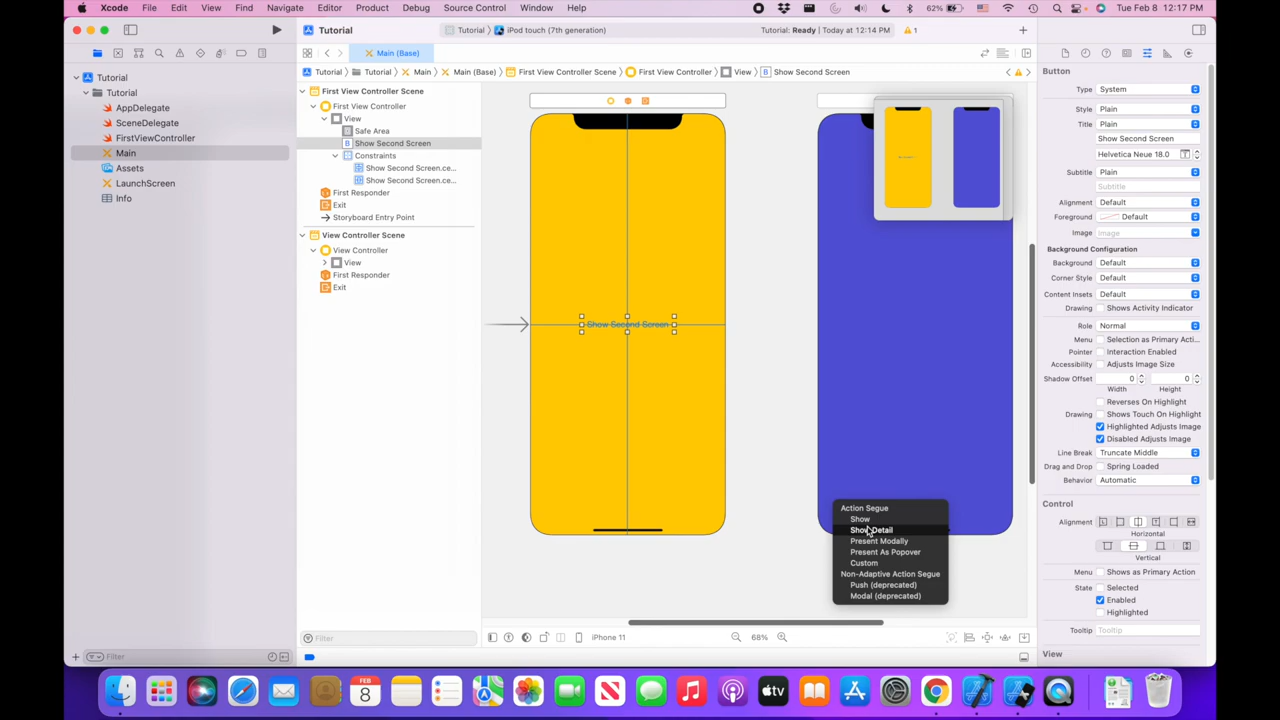 Xcode File Edit View Find Navigate Editor Product Debug Source Control Window Help 62% Tue Feb 8 12:17 PM
Tutorial Tutorial iPod touch (7th generation) Tutorial: Ready | Today at 12:14 PM 1
Main (Base)
Tutorial Tutorial Main Main (Base) First View Controller Scene First View Controller View B Show Second Screen
Tutorial
Tutorial
AppDelegate
SceneDelegate
FirstViewController
Main
Assets
LaunchScreen
Info
Filter
First View Controller Scene
First View Controller
View
Safe Area
B Show Second Screen
Constraints
Show Second Screen.ce...
Show Second Screen.ce...
First Responder
Exit
Storyboard Entry Point
View Controller Scene
View Controller
View
First Responder
Exit
Filter
Show Second Screen
Action Segue
Show
Show Detail
Present Modally
Present As Popover
Custom
Non-Adaptive Action Segue
Push (deprecated)
Modal (deprecated)
iPhone 11 68%
Button
Type System
Style Plain
Title Plain
Show Second Screen
Helvetica Neue 18.0
Subtitle Plain
Subtitle
Alignment Default
Foreground Default
Image Image
Background Configuration
Background Default
Corner Style Default
Content Insets Default
Drawing Shows Activity Indicator
Role Normal
Menu Selection as Primary Acti...
Pointer Interaction Enabled
Accessibility Adjusts Image Size
Shadow Offset 0 0
Width Height
Reverses On Highlight
Drawing Shows Touch On Highlight
Highlighted Adjusts Image
Disabled Adjusts Image
Line Break Truncate Middle
Drag and Drop Spring Loaded
Behavior Automatic
Control
Alignment
Horizontal
Vertical
Menu Shows as Primary Action
State Selected
Enabled
Highlighted
Tooltip Tooltip
View
FEB
8
tv